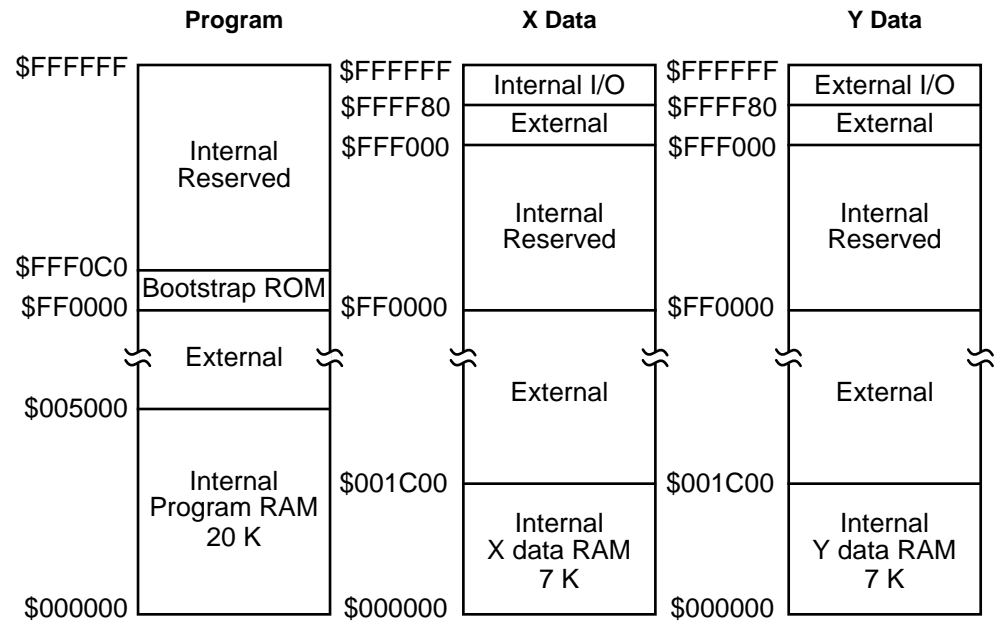 Program
$FFFFFF
Internal
Reserved
$FFF0C0
Bootstrap ROM
$FF0000
External
$005000
Internal
Program RAM
20 K
$000000
X Data
$FFFFFF
Internal I/O
$FFFF80
External
$FFF000
Internal
Reserved
$FF0000
External
$001C00
Internal
X data RAM
7 K
$000000
Y Data
$FFFFFF
External I/O
$FFFF80
External
$FFF000
Internal
Reserved
$FF0000
External
$001C00
Internal
Y data RAM
7 K
$000000